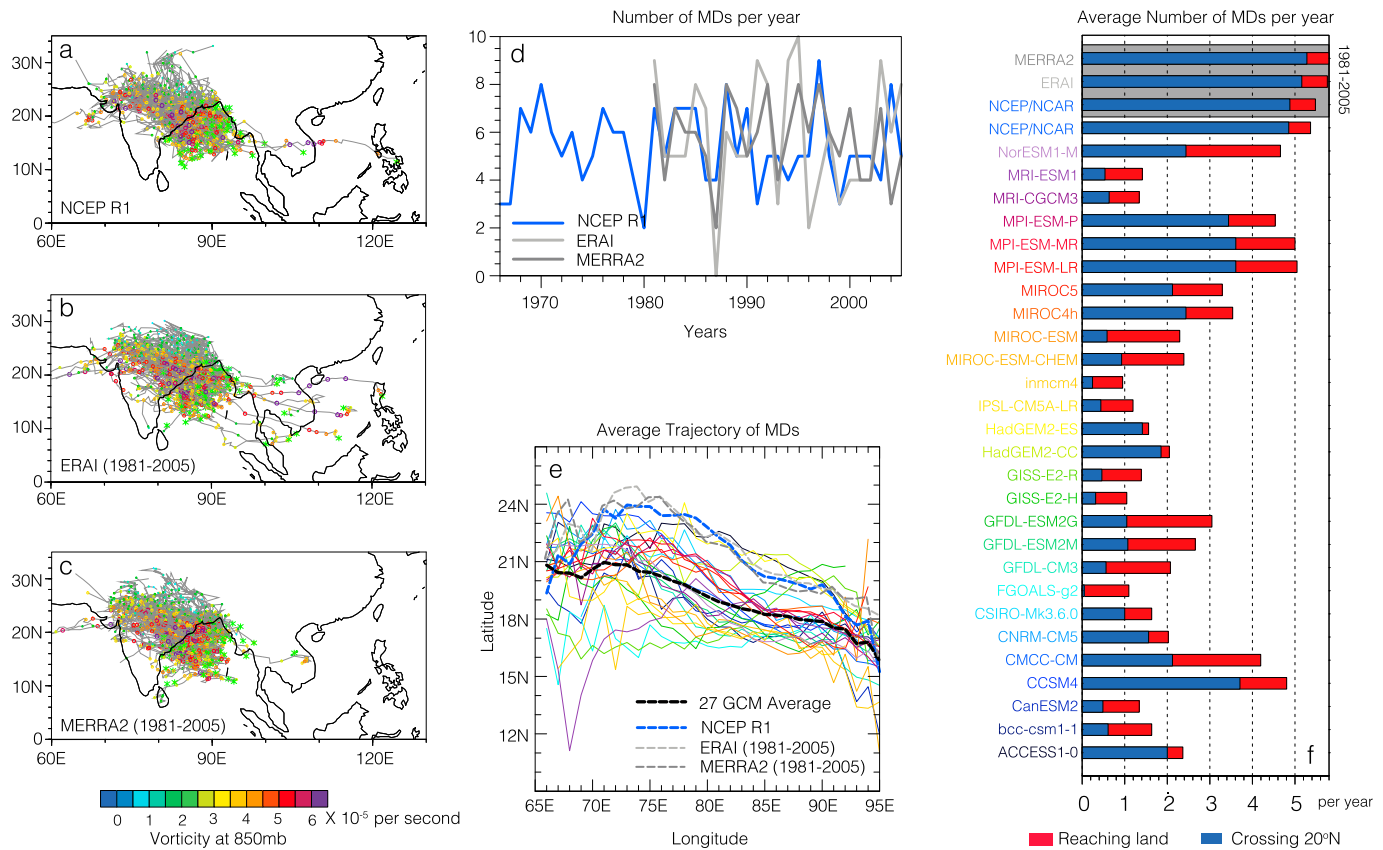 a
30N
20N
10N
0
NCEP R1
60E
90E
120E
b
30N
20N
10N
0
ERAI (1981-2005)
60E
90E
120E
c
30N
20N
10N
0
MERRA2 (1981-2005)
60E
90E
120E
0 1 2 3 4 5 6 X 10⁻⁵ per second
Vorticity at 850mb
Number of MDs per year
d
10
8
6
4
2
0
NCEP R1
ERAI
MERRA2
1970 1980 1990 2000
Years
Average Trajectory of MDs
e
Latitude
24N
21N
18N
15N
12N
27 GCM Average
NCEP R1
ERAI (1981-2005)
MERRA2 (1981-2005)
65E 70E 75E 80E 85E 90E 95E
Longitude
Average Number of MDs per year
1981-2005
MERRA2
ERAI
NCEP/NCAR
NCEP/NCAR
NorESM1-M
MRI-ESM1
MRI-CGCM3
MPI-ESM-P
MPI-ESM-MR
MPI-ESM-LR
MIROC5
MIROC4h
MIROC-ESM
MIROC-ESM-CHEM
inmcm4
IPSL-CM5A-LR
HadGEM2-ES
HadGEM2-CC
GISS-E2-R
GISS-E2-H
GFDL-ESM2G
GFDL-ESM2M
GFDL-CM3
FGOALS-g2
CSIRO-Mk3.6.0
CNRM-CM5
CMCC-CM
CCSM4
CanESM2
bcc-csm1-1
ACCESS1-0
f
0 1 2 3 4 5 per year
Reaching land
Crossing 20°N